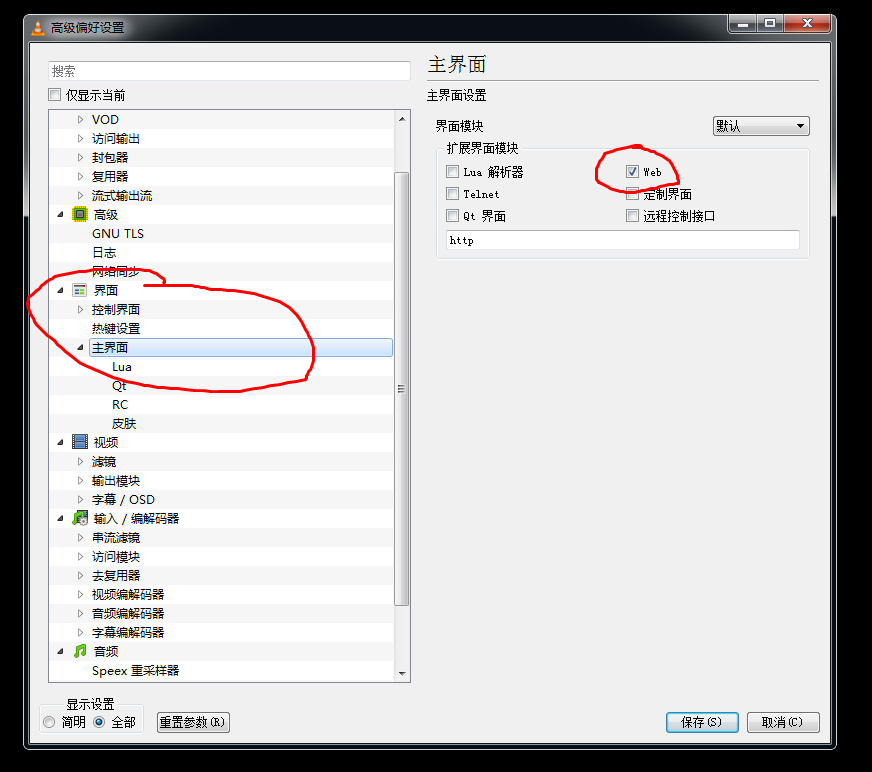 高级偏好设置
搜索
仅显示当前
VOD
访问输出
封包器
复用器
流式输出流
高级
GNU TLS
日志
网络同步
界面
控制界面
热键设置
主界面
Lua
Qt
RC
皮肤
视频
滤镜
输出模块
字幕 / OSD
输入 / 编解码器
串流滤镜
访问模块
去复用器
视频编解码器
音频编解码器
字幕编解码器
音频
Speex 重采样器
显示设置
简明 全部
重置参数(R)
主界面
主界面设置
界面模块 默认
扩展界面模块
Lua 解析器 Web
Telnet 定制界面
Qt 界面 远程控制接口
http
保存(S) 取消(C)